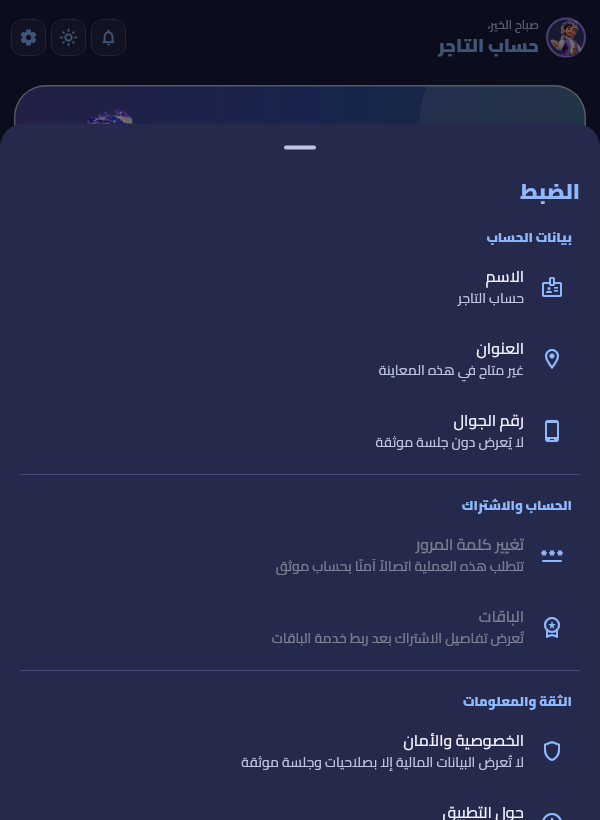 صباح الخير،
حساب التاجر
الضبط
بيانات الحساب
الاسم
حساب التاجر
العنوان
غير متاح في هذه المعاينة
رقم الجوال
لا يُعرض دون جلسة موثقة
الحساب والاشتراك
تغيير كلمة المرور
تتطلب هذه العملية اتصالاً آمنًا بحساب موثق
الباقات
تُعرض تفاصيل الاشتراك بعد ربط خدمة الباقات
الثقة والمعلومات
الخصوصية والأمان
لا تُعرض البيانات المالية إلا بصلاحيات وجلسة موثقة
حول التطبيق